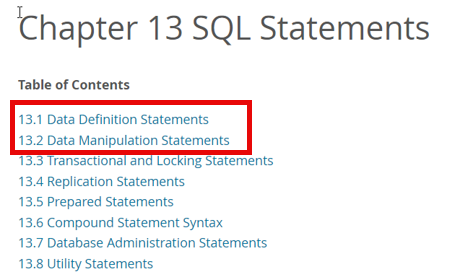 Chapter 13 SQL Statements
Table of Contents
13.1 Data Definition Statements
13.2 Data Manipulation Statements
13.3 Transactional and Locking Statements
13.4 Replication Statements
13.5 Prepared Statements
13.6 Compound Statement Syntax
13.7 Database Administration Statements
13.8 Utility Statements